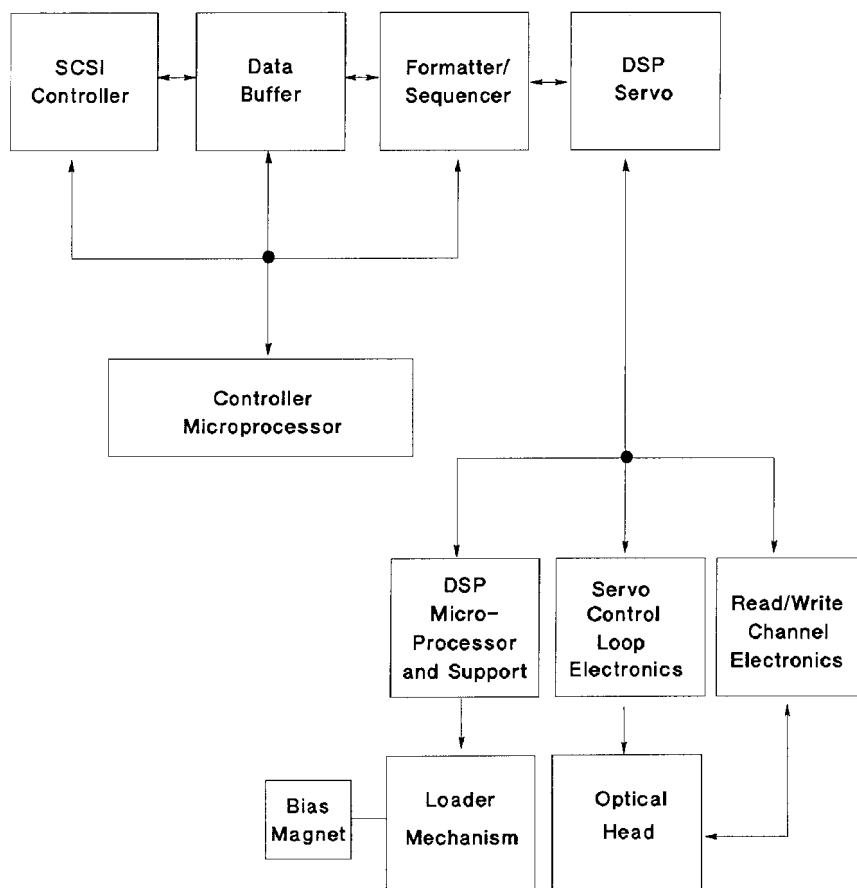 SCSI
Controller
Data
Buffer
Formatter/
Sequencer
DSP
Servo
Controller
Microprocessor
DSP
Micro-
Processor
and Support
Servo
Control
Loop
Electronics
Read/Write
Channel
Electronics
Bias
Magnet
Loader
Mechanism
Optical
Head